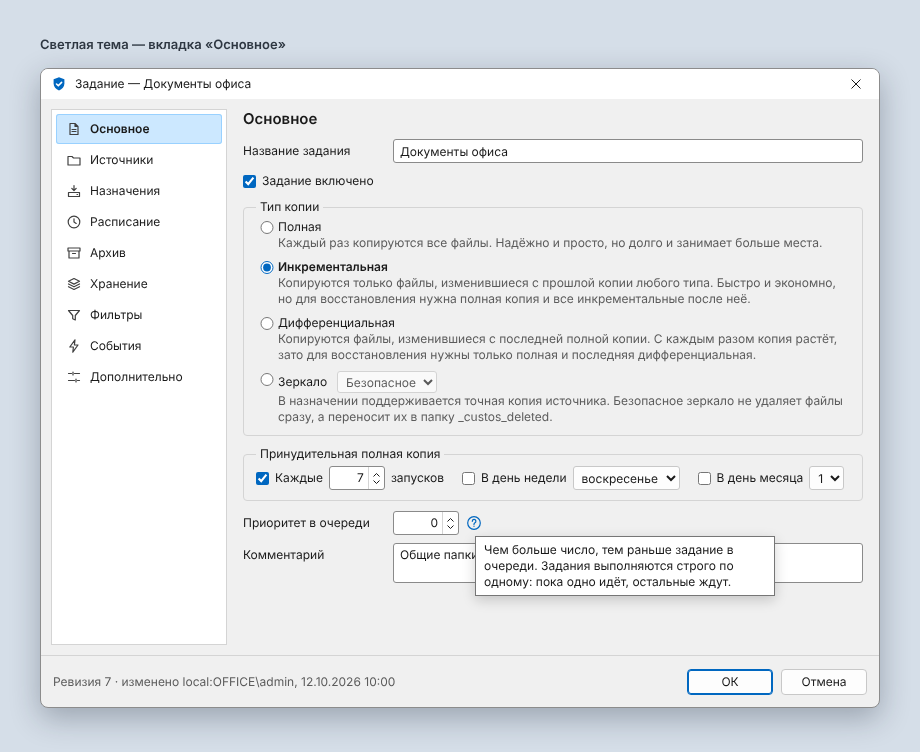 Светлая тема — вкладка «Основное»
Задание — Документы офиса
Основное
Источники
Назначения
Расписание
Архив
Хранение
Фильтры
События
Дополнительно
Основное
Название задания
Документы офиса
Задание включено
Тип копии
Полная
Каждый раз копируются все файлы. Надёжно и просто, но долго и занимает больше места.
Инкрементальная
Копируются только файлы, изменившиеся с прошлой копии любого типа. Быстро и экономно,
но для восстановления нужна полная копия и все инкрементальные после неё.
Дифференциальная
Копируются файлы, изменившиеся с последней полной копии. С каждым разом копия растёт,
зато для восстановления нужны только полная и последняя дифференциальная.
Зеркало Безопасное
В назначении поддерживается точная копия источника. Безопасное зеркало не удаляет файлы
сразу, а переносит их в папку _custos_deleted.
Принудительная полная копия
Каждые 7 запусков В день недели воскресенье В день месяца 1
Приоритет в очереди 0 ?
Комментарий Общие папки
Чем больше число, тем раньше задание в
очереди. Задания выполняются строго по
одному: пока одно идёт, остальные ждут.
Ревизия 7 · изменено local:OFFICE\admin, 12.10.2026 10:00
ОК
Отмена